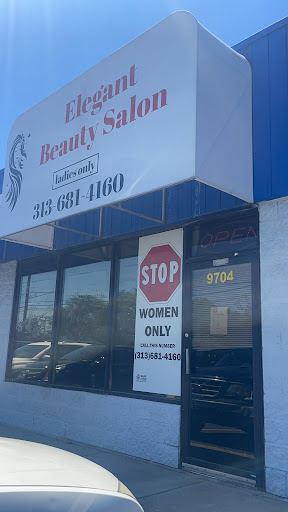 Elegant
Beauty Salon
ladies only
313-681-4160
OPEN
9704
STOP
WOMEN
ONLY
CALL THIS NUMBER
(313)681-4160